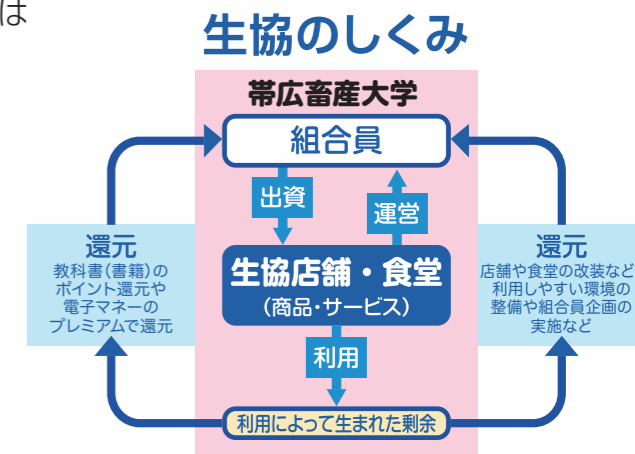 は
生協のしくみ
帯広畜産大学
組合員
出資
運営
還元
教科書(書籍)の
ポイント還元や
電子マネーの
プレミアムで還元
生協店舗・食堂
(商品・サービス)
還元
店舗や食堂の改装など
利用しやすい環境の
整備や組合員企画の
実施など
利用
利用によって生まれた剰余